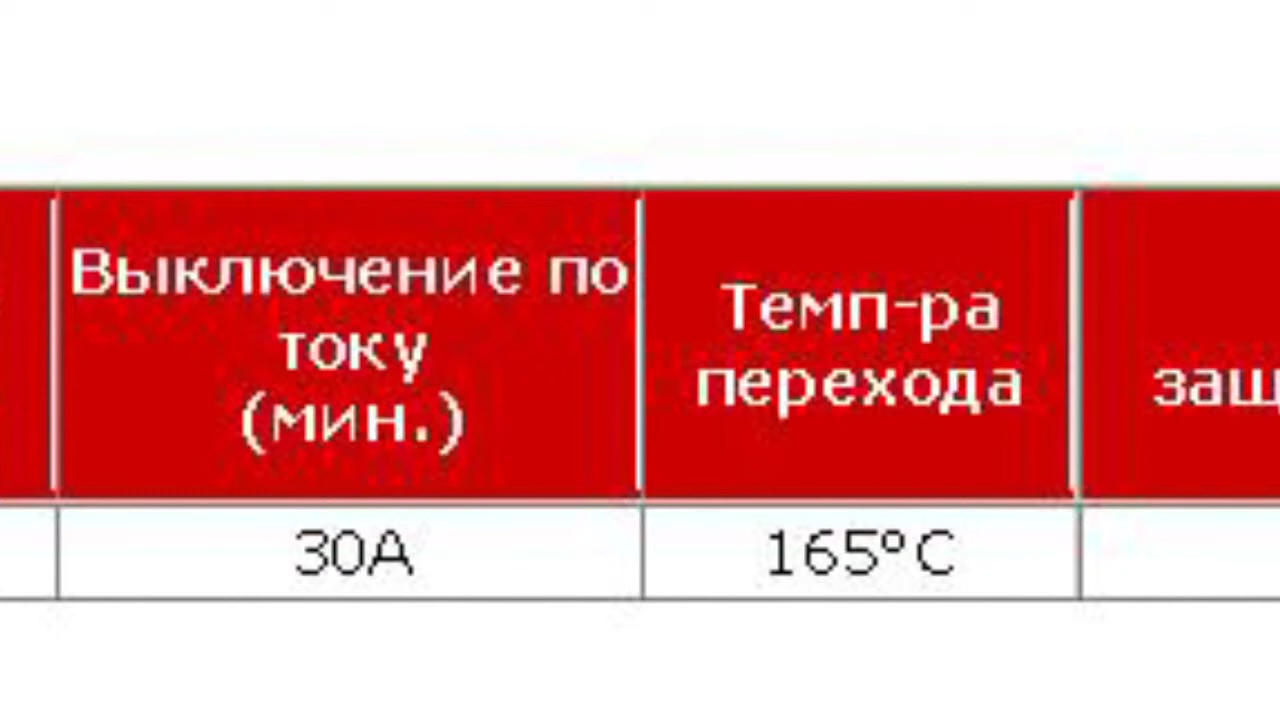 Выключение по
току
(мин.)
Темп-ра
перехода
30A
165°C